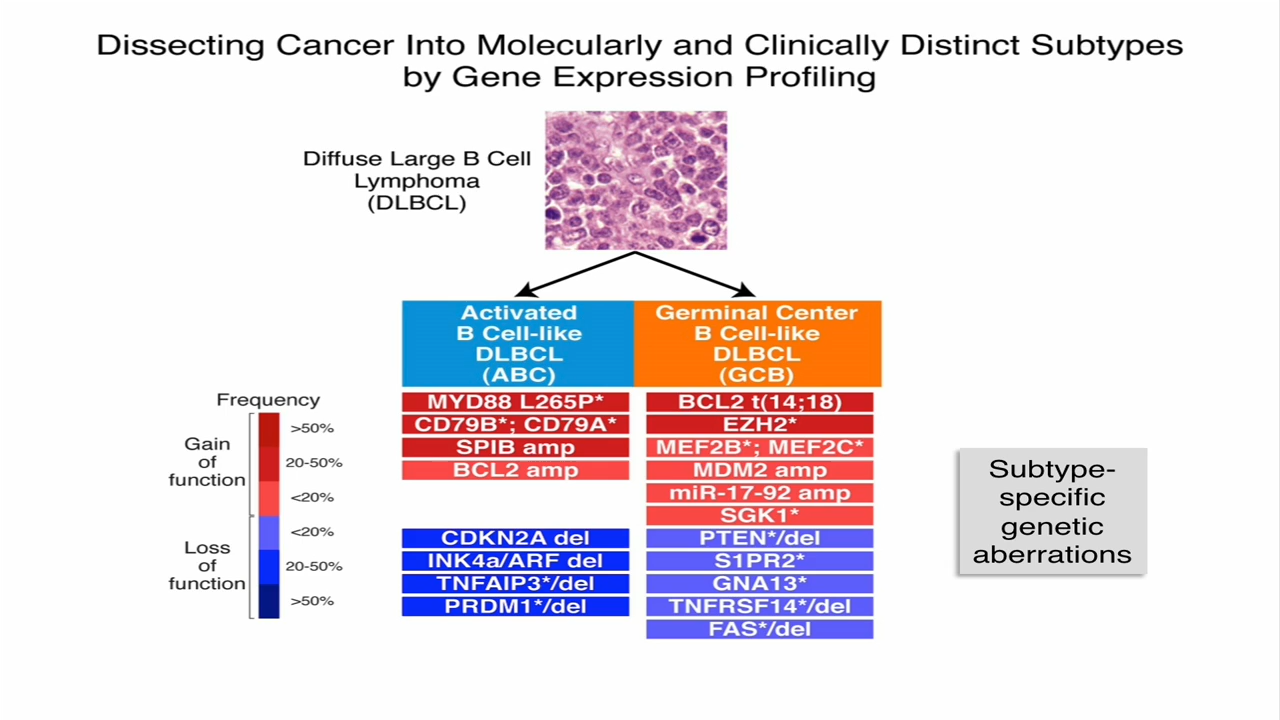 Dissecting Cancer Into Molecularly and Clinically Distinct Subtypes
by Gene Expression Profiling
Diffuse Large B Cell
Lymphoma
(DLBCL)
Activated
B Cell-like
DLBCL
(ABC)
Germinal Center
B Cell-like
DLBCL
(GCB)
MYD88 L265P*
CD79B*; CD79A*
SPIB amp
BCL2 amp
CDKN2A del
INK4a/ARF del
TNFAIP3*/del
PRDM1*/del
BCL2 t(14;18)
EZH2*
MEF2B*; MEF2C*
MDM2 amp
miR-17-92 amp
SGK1*
PTEN*/del
S1PR2*
GNA13*
TNFRSF14*/del
FAS*/del
Frequency
Gain
of
function
>50%
20-50%
<20%
Loss
of
function
<20%
20-50%
>50%
Subtype-
specific
genetic
aberrations